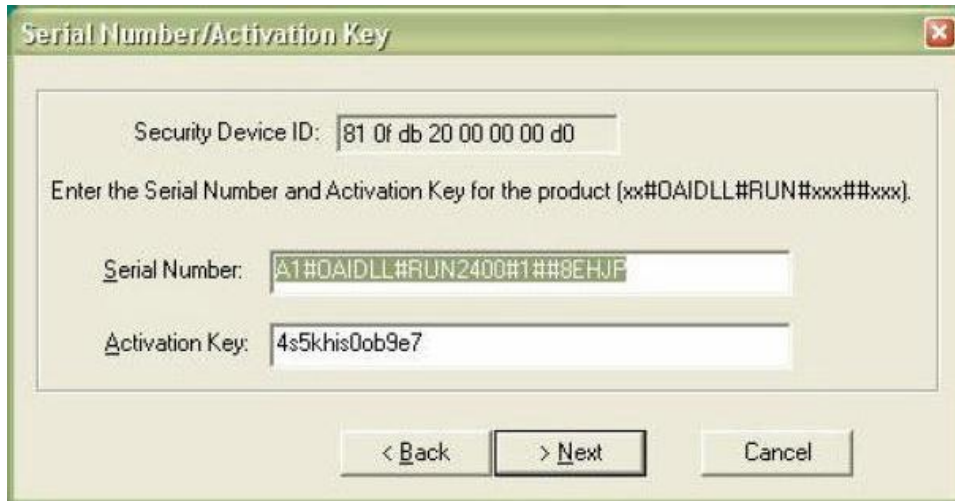 Serial Number/Activation Key
Security Device ID: 81 0f db 20 00 00 00 d0
Enter the Serial Number and Activation Key for the product (xx#OAIDLL#RUN#xxx##xxx).
Serial Number: A1#OAIDLL#RUN2400#1##8EHJP
Activation Key: 4s5khis0ob9e7
< Back > Next Cancel